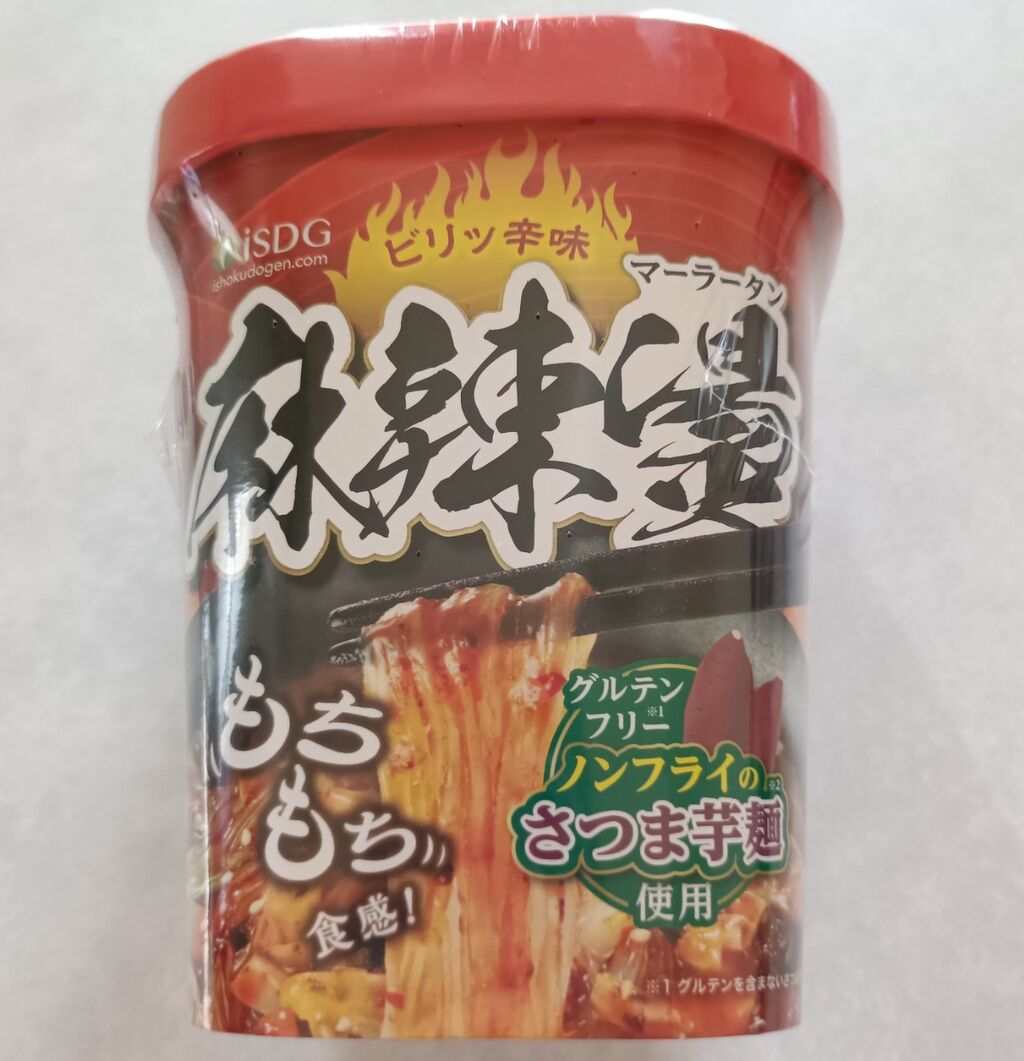 iSDG
ishokudogen.com
ビリッ辛味
マーラータン
麻辣湯
もち
もち
食感!
グルテン
フリー※1
ノンフライの
さつま芋麺※2
使用
※1 グルテンを含まないさつ